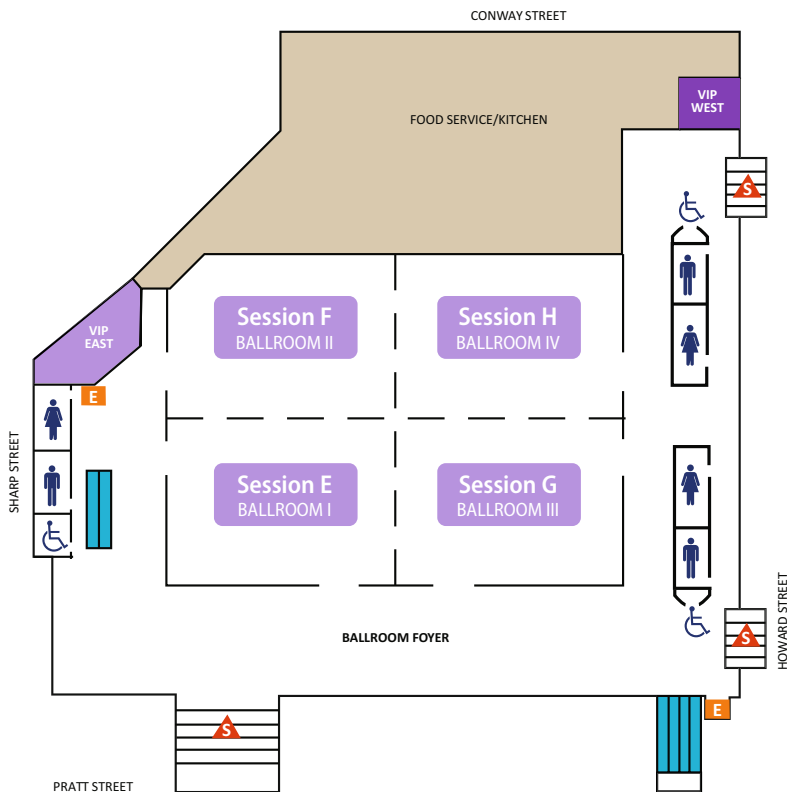 CONWAY STREET
VIP
WEST
FOOD SERVICE/KITCHEN
S
Session F
BALLROOM II
Session H
BALLROOM IV
VIP
EAST
E
SHARP STREET
Session E
BALLROOM I
Session G
BALLROOM III
HOWARD STREET
BALLROOM FOYER
S
S
E
PRATT STREET